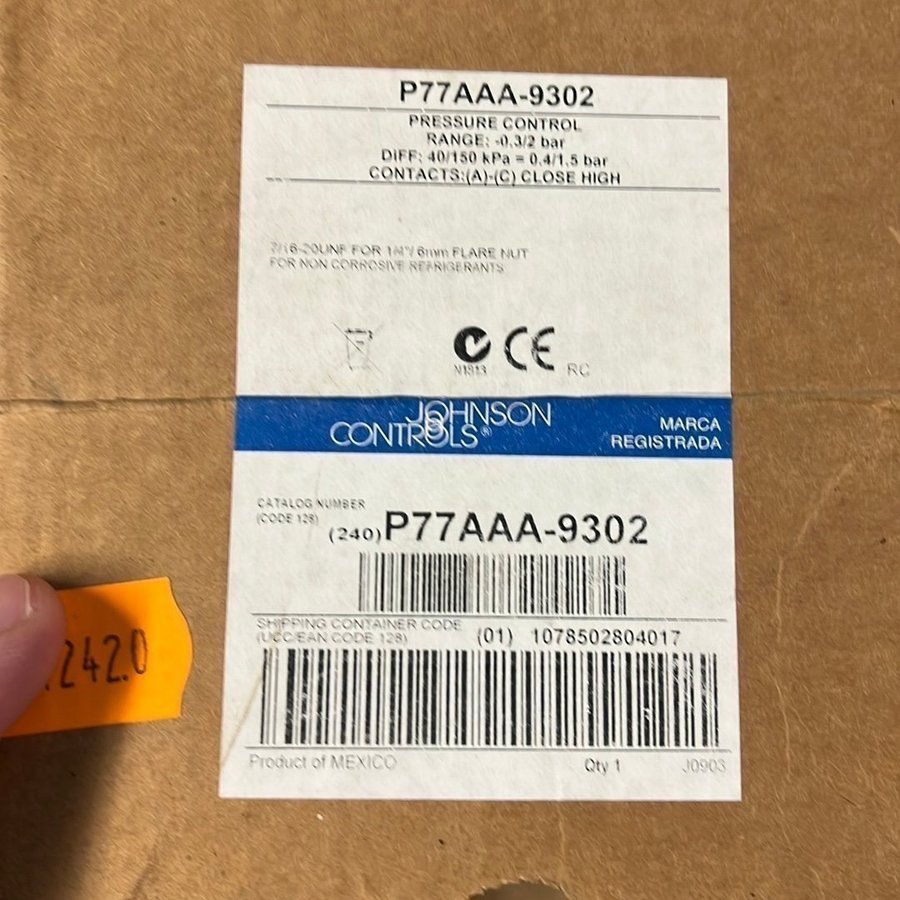 P77AAA-9302
PRESSURE CONTROL
RANGE: -0.3/2 bar
DIFF: 40/150 kPa = 0.4/1.5 bar
CONTACTS:(A)-(C) CLOSE HIGH
7/16-20UNF FOR 1/4"/ 6mm FLARE NUT
FOR NON CORROSIVE REFRIGERANTS
N1813
CE
RC
JOHNSON
CONTROLS®
MARCA
REGISTRADA
CATALOG NUMBER
(CODE 128)
(240)P77AAA-9302
SHIPPING CONTAINER CODE
(UCC/EAN CODE 128)
(01) 1078502804017
.242.0
Product of MEXICO
Qty 1
J0903